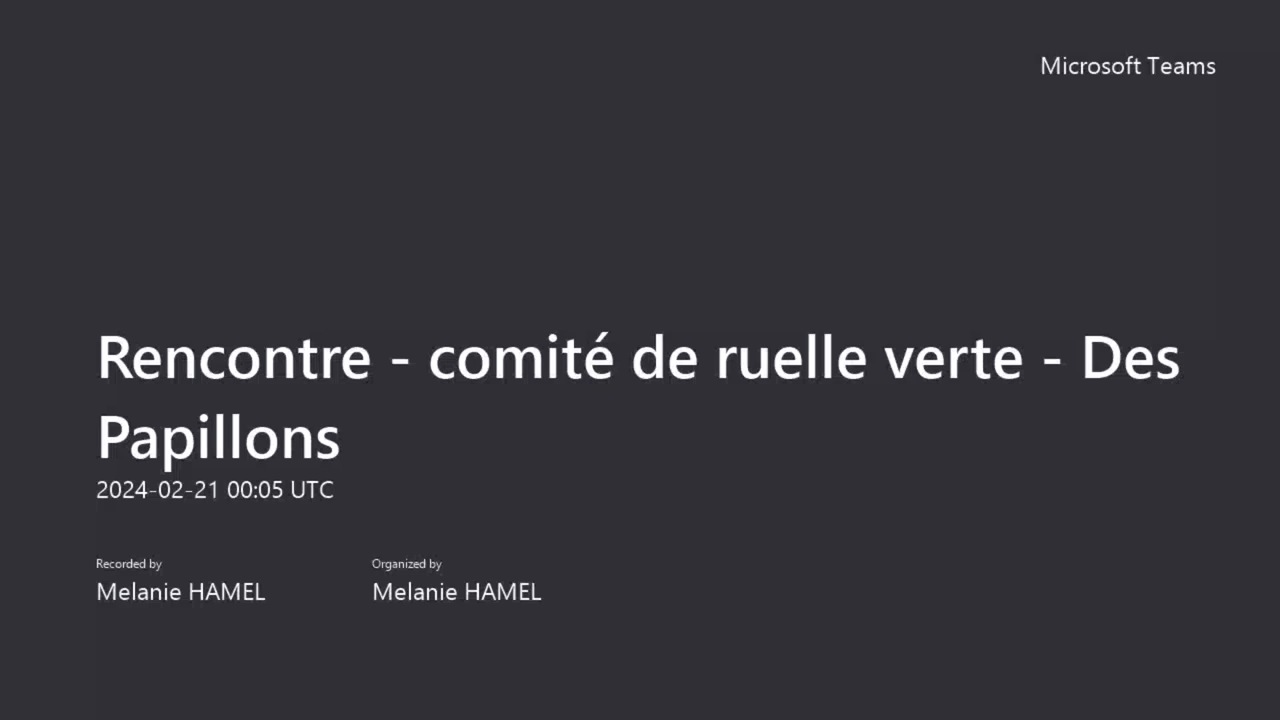 Microsoft Teams
Rencontre - comité de ruelle verte - Des
Papillons
2024-02-21 00:05 UTC
Recorded by
Organized by
Melanie HAMEL
Melanie HAMEL